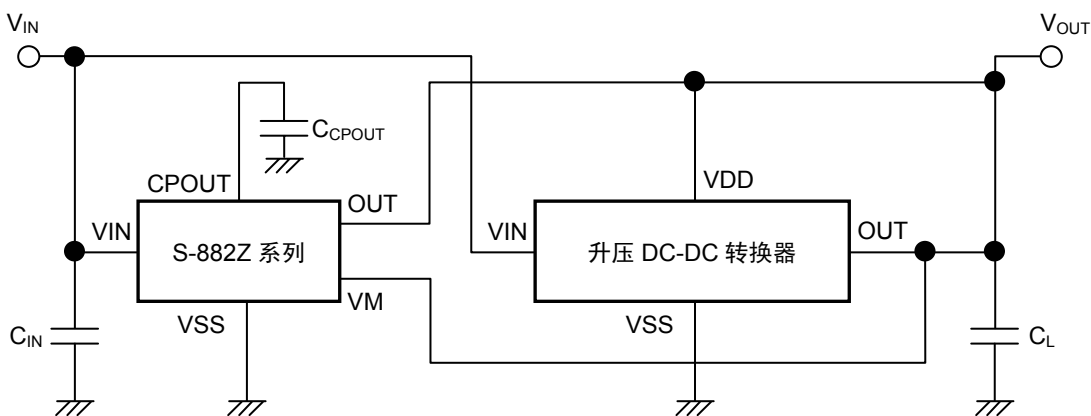 VIN
VOUT
CCPOUT
CPOUT
OUT
VDD
VIN
S-882Z 系列
VIN
升压 DC-DC 转换器
OUT
VM
VSS
VSS
CIN
CL